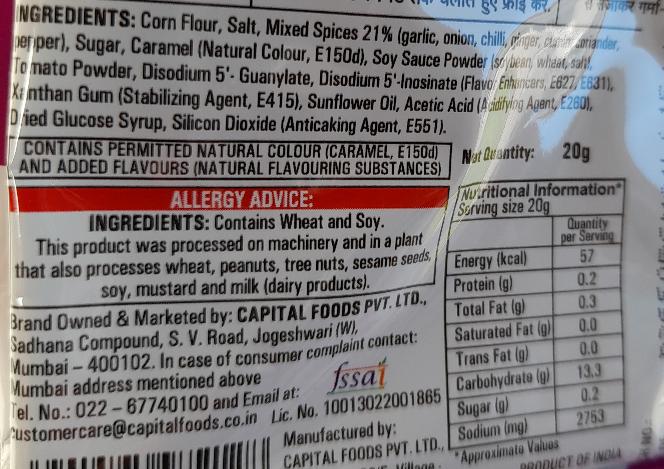 चलाते हुए फ्राई करें.
INGREDIENTS: Corn Flour, Salt, Mixed Spices 21% (garlic, onion, chilli, ginger, cumin, coriander,
pepper), Sugar, Caramel (Natural Colour, E150d), Soy Sauce Powder (soybean, wheat, salt),
Tomato Powder, Disodium 5'- Guanylate, Disodium 5'-Inosinate (Flavor Enhancers, E627, E631),
Xanthan Gum (Stabilizing Agent, E415), Sunflower Oil, Acetic Acid (Acidifying Agent, E260),
Dried Glucose Syrup, Silicon Dioxide (Anticaking Agent, E551).
CONTAINS PERMITTED NATURAL COLOUR (CARAMEL, E150d)
AND ADDED FLAVOURS (NATURAL FLAVOURING SUBSTANCES)
Net Quantity: 20g
ALLERGY ADVICE:
INGREDIENTS: Contains Wheat and Soy.
This product was processed on machinery and in a plant
that also processes wheat, peanuts, tree nuts, sesame seeds,
soy, mustard and milk (dairy products).
Brand Owned & Marketed by: CAPITAL FOODS PVT. LTD.,
Sadhana Compound, S. V. Road, Jogeshwari (W),
Mumbai – 400102. In case of consumer complaint contact:
Mumbai address mentioned above
Tel. No.: 022 – 67740100 and Email at:
customercare@capitalfoods.co.in
fssai
Lic. No. 10013022001865
Manufactured by:
CAPITAL FOODS PVT. LTD.,
Nutritional Information*
Serving size 20g
Quantity
per Serving
Energy (kcal) 57
Protein (g) 0.2
Total Fat (g) 0.3
Saturated Fat (g) 0.0
Trans Fat (g) 0.0
Carbohydrate (g) 13.3
Sugar (g) 0.2
Sodium (mg) 2753
*Approximate Values
PRODUCT OF INDIA